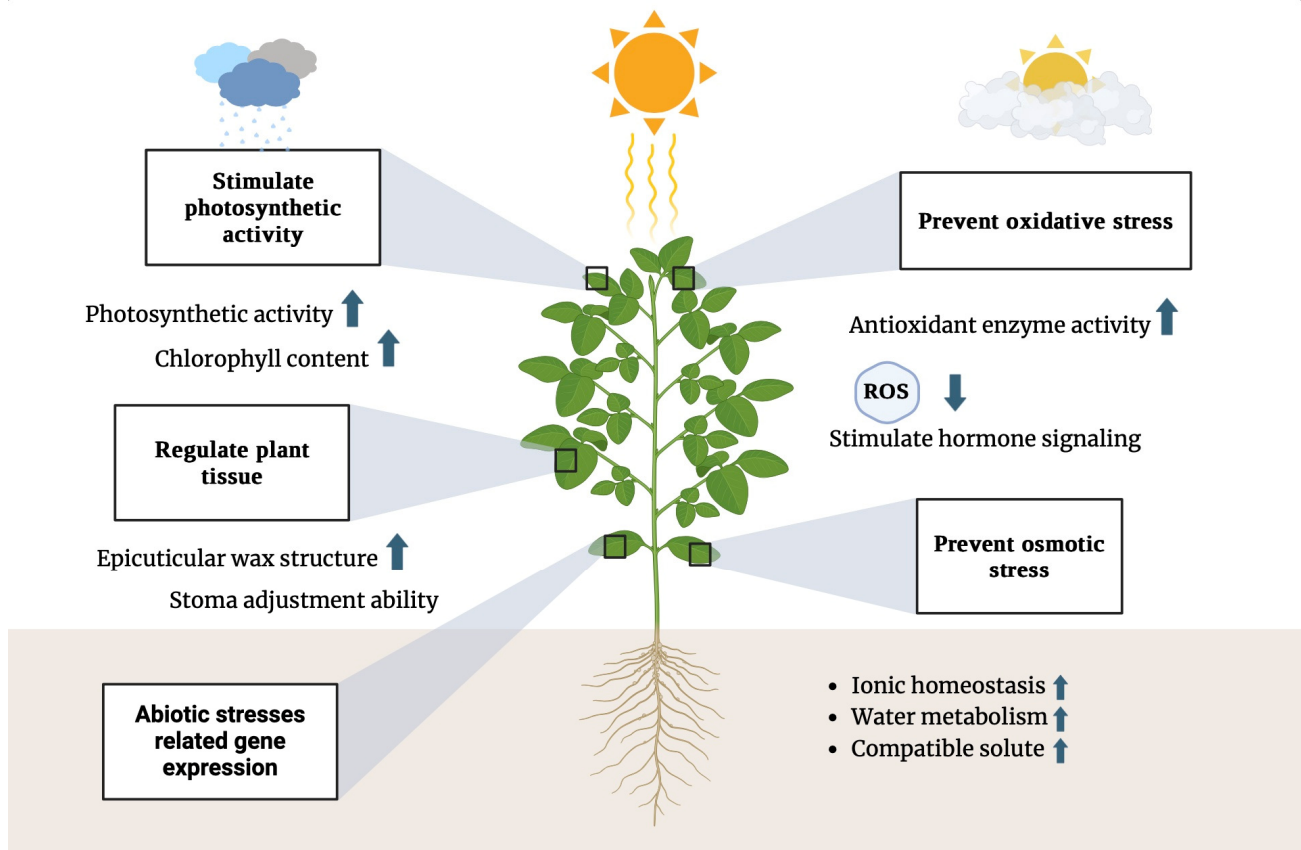 Stimulate
photosynthetic
activity
Photosynthetic activity
Chlorophyll content
Regulate plant
tissue
Epicuticular wax structure
Stoma adjustment ability
Abiotic stresses
related gene
expression
Prevent oxidative stress
Antioxidant enzyme activity
ROS
Stimulate hormone signaling
Prevent osmotic
stress
• Ionic homeostasis
• Water metabolism
• Compatible solute